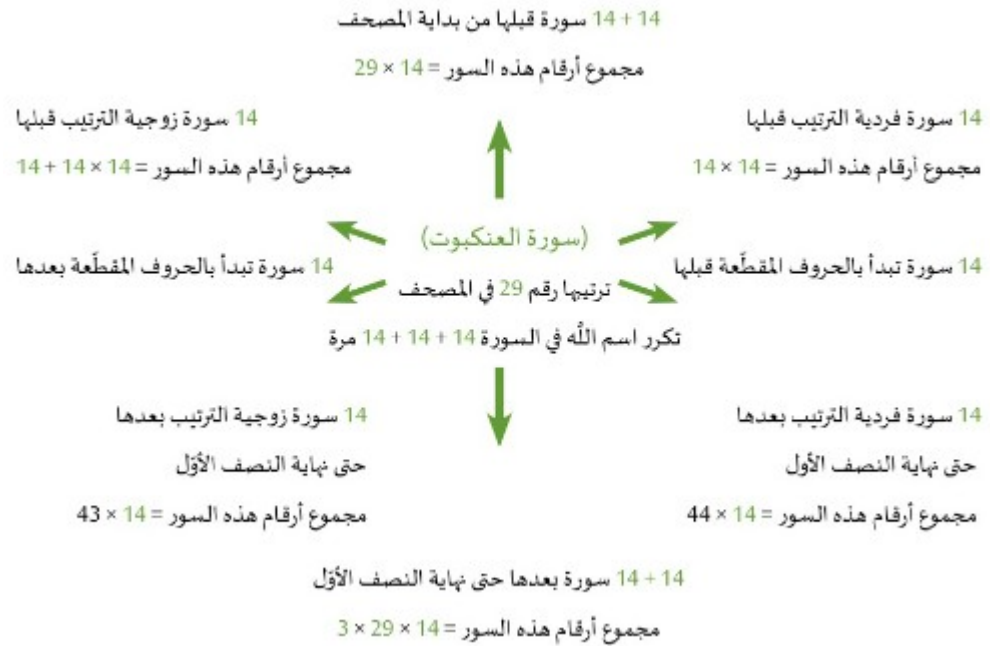 14 + 14 سورة قبلها من بداية المصحف
مجموع أرقام هذه السور = 14 × 29
14 سورة فردية الترتيب قبلها
مجموع أرقام هذه السور = 14 × 14
14 سورة زوجية الترتيب قبلها
مجموع أرقام هذه السور = 14 × 14 + 14
(سورة العنكبوت)
14 سورة تبدأ بالحروف المقطّعة قبلها
14 سورة تبدأ بالحروف المقطّعة بعدها
ترتيبها رقم 29 في المصحف
تكرر اسم اللَّه في السورة 14 + 14 + 14 مرة
14 سورة فردية الترتيب بعدها
حتى نهاية النصف الأول
مجموع أرقام هذه السور = 14 × 44
14 سورة زوجية الترتيب بعدها
حتى نهاية النصف الأوّل
مجموع أرقام هذه السور = 14 × 43
14 + 14 سورة بعدها حتى نهاية النصف الأوّل
مجموع أرقام هذه السور = 14 × 29 × 3